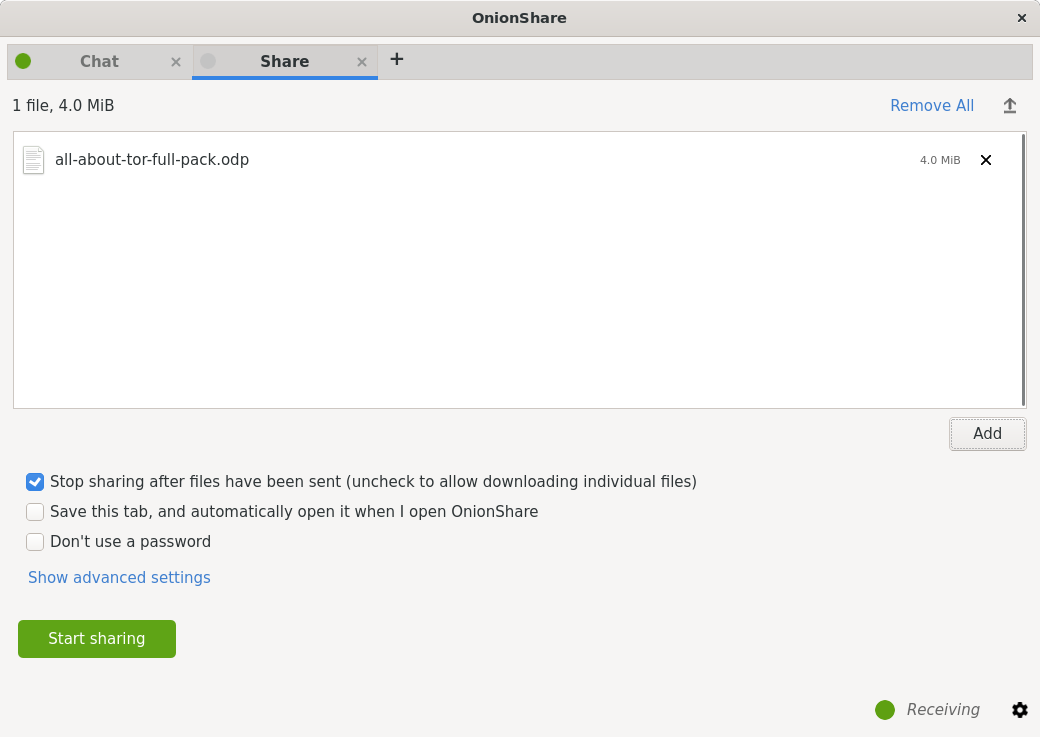 OnionShare
Chat
Share
1 file, 4.0 MiB
Remove All
all-about-tor-full-pack.odp
4.0 MiB
Add
Stop sharing after files have been sent (uncheck to allow downloading individual files)
Save this tab, and automatically open it when I open OnionShare
Don't use a password
Show advanced settings
Start sharing
Receiving